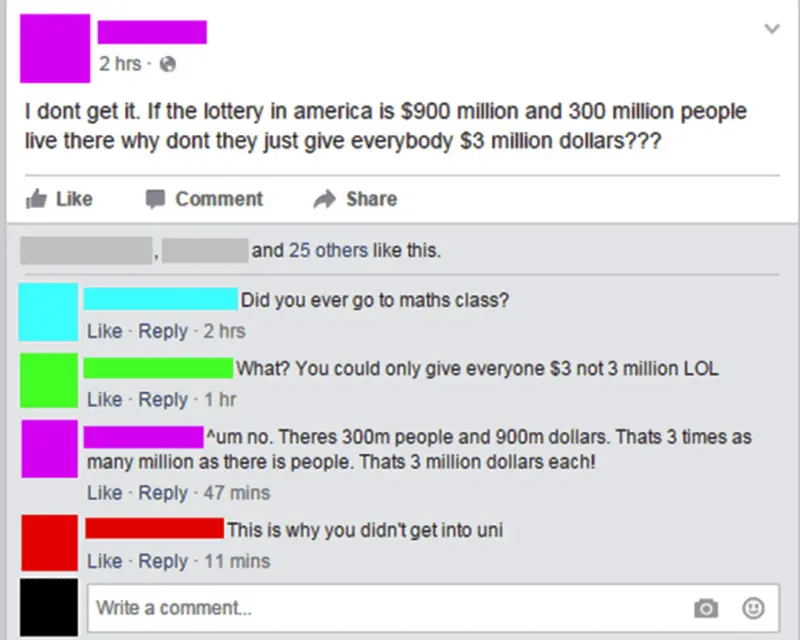 2 hrs ·
I dont get it. If the lottery in america is $900 million and 300 million people
live there why dont they just give everybody $3 million dollars???
Like Comment Share
, and 25 others like this.
Did you ever go to maths class?
Like · Reply · 2 hrs
What? You could only give everyone $3 not 3 million LOL
Like · Reply · 1 hr
^um no. Theres 300m people and 900m dollars. Thats 3 times as
many million as there is people. Thats 3 million dollars each!
Like · Reply · 47 mins
This is why you didn't get into uni
Like · Reply · 11 mins
Write a comment...